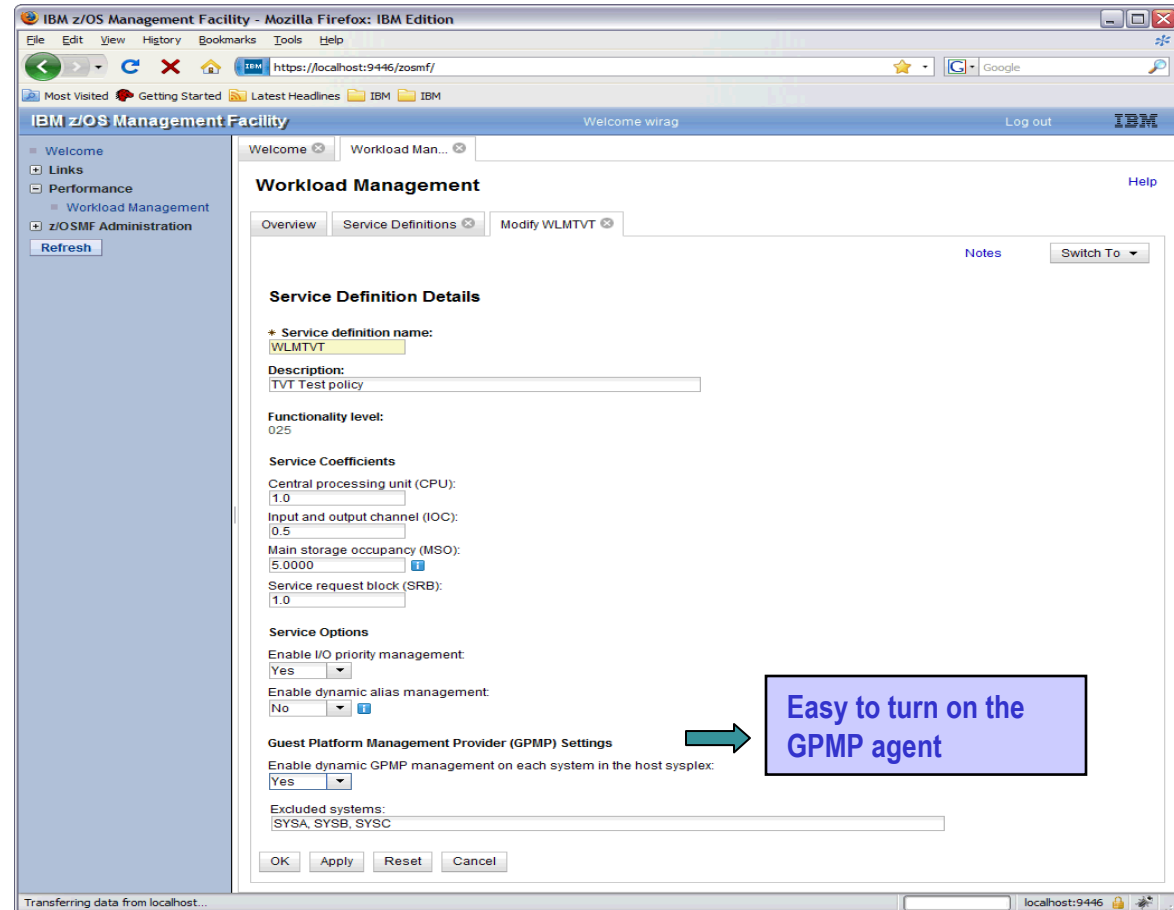 IBM z/OS Management Facility - Mozilla Firefox: IBM Edition
File Edit View History Bookmarks Tools Help
IBM https://localhost:9446/zosmf/
G Google
Most Visited Getting Started Latest Headlines IBM IBM
IBM z/OS Management Facility Welcome wirag Log out IBM
Welcome
Links
Performance
Workload Management
z/OSMF Administration
Refresh
Welcome Workload Man...
Workload Management Help
Overview Service Definitions Modify WLMTVT
Notes Switch To
Service Definition Details
* Service definition name:
WLMTVT
Description:
TVT Test policy
Functionality level:
025
Service Coefficients
Central processing unit (CPU):
1.0
Input and output channel (IOC):
0.5
Main storage occupancy (MSO):
5.0000
Service request block (SRB):
1.0
Service Options
Enable I/O priority management:
Yes
Enable dynamic alias management:
No
Guest Platform Management Provider (GPMP) Settings
Enable dynamic GPMP management on each system in the host sysplex:
Yes
Excluded systems:
SYSA, SYSB, SYSC
OK Apply Reset Cancel
Easy to turn on the
GPMP agent
Transferring data from localhost... localhost:9446